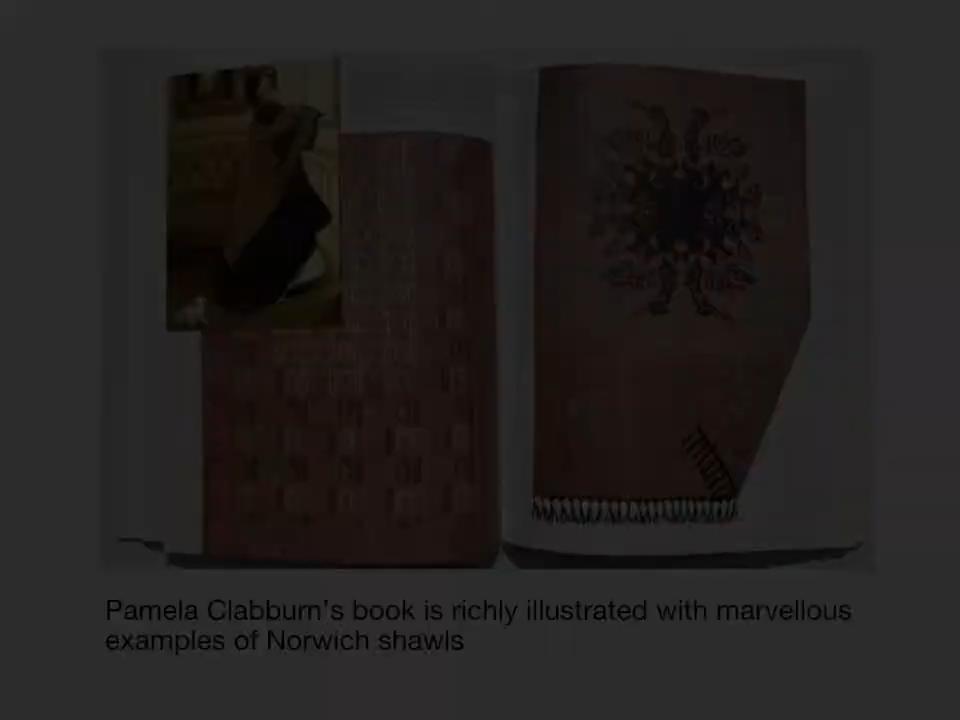 Pamela Clabburn's book is richly illustrated with marvellous
examples of Norwich shawls